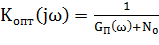 Kопт(jω) = 1 / (GП(ω)+N0)